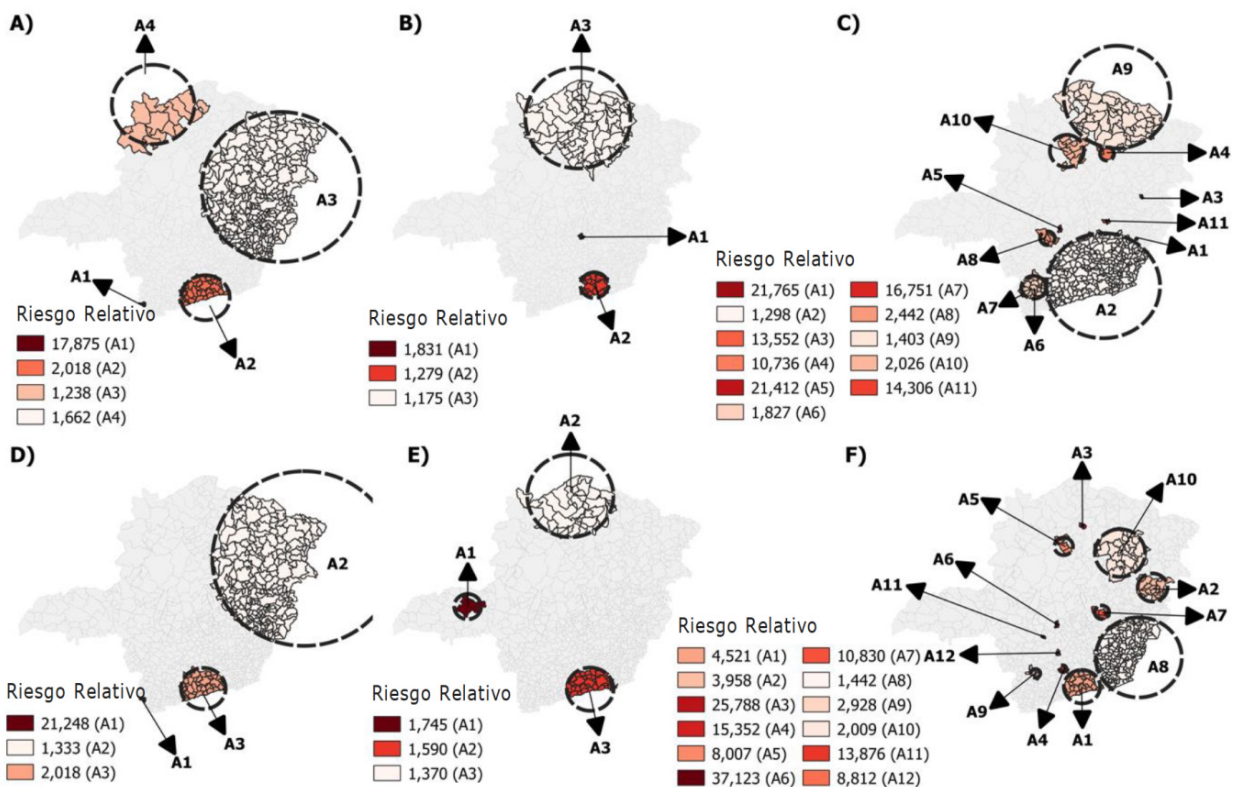 A)
A4
A3
A1
A2
Riesgo Relativo
17,875 (A1)
2,018 (A2)
1,238 (A3)
1,662 (A4)
B)
A3
A1
A2
Riesgo Relativo
1,831 (A1)
1,279 (A2)
1,175 (A3)
C)
A9
A10
A4
A5
A3
A11
A1
A8
A7
A2
A6
Riesgo Relativo
21,765 (A1)
1,298 (A2)
13,552 (A3)
10,736 (A4)
21,412 (A5)
1,827 (A6)
16,751 (A7)
2,442 (A8)
1,403 (A9)
2,026 (A10)
14,306 (A11)
D)
A2
A3
A1
Riesgo Relativo
21,248 (A1)
1,333 (A2)
2,018 (A3)
E)
A2
A1
A3
Riesgo Relativo
1,745 (A1)
1,590 (A2)
1,370 (A3)
F)
A3
A10
A5
A6
A11
A2
A7
A12
A8
A9
A4
A1
Riesgo Relativo
4,521 (A1)
3,958 (A2)
25,788 (A3)
15,352 (A4)
8,007 (A5)
37,123 (A6)
10,830 (A7)
1,442 (A8)
2,928 (A9)
2,009 (A10)
13,876 (A11)
8,812 (A12)